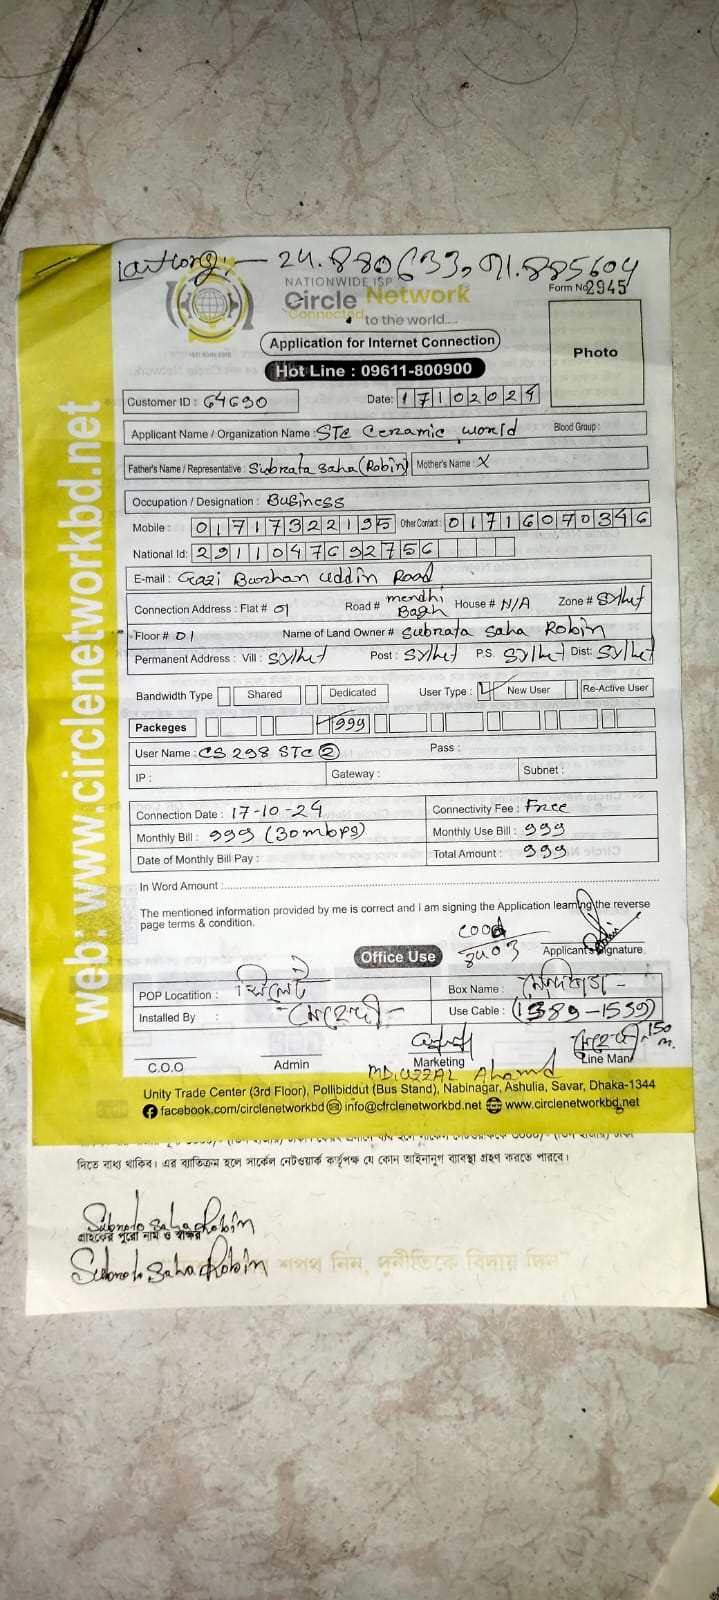 Lat Long:— 24.880633, 91.885604
NATIONWIDE ISP
Circle Network
"Connected to the world.....
ISO 9001:2015
Form No 2945
Application for Internet Connection
Hot Line : 09611-800900
Photo
Customer ID : 64690
Date: 17102024
Applicant Name / Organization Name : STC Ceramic world
Blood Group :
Father's Name / Representative : Subrata Saha (Robin)
Mother's Name : X
Occupation / Designation : Business
Mobile : 01717322195
Other Contact : 01716070346
National Id: 2911047692756
E-mail : Gazi Burhan Uddin Road
Connection Address : Flat # 01 Road # mendhi Bagh House # N/A Zone # Sylhet
Floor # 01 Name of Land Owner # Subrata Saha Robin
Permanent Address : Vill : Sylhet Post : Sylhet P.S. Sylhet Dist: Sylhet
Bandwidth Type Shared Dedicated User Type : New User Re-Active User
Packeges 999
User Name : CS298 STC 2 Pass :
IP : Gateway : Subnet :
Connection Date : 17-10-24 Connectivity Fee : Free
Monthly Bill : 999 (30mbps) Monthly Use Bill : 999
Date of Monthly Bill Pay : Total Amount : 999
In Word Amount :
The mentioned information provided by me is correct and I am signing the Application learning the reverse
page terms & condition.
Applicant's Signature
Office Use
POP Locatition : সিলেট Box Name :
Installed By : মেহেদী Use Cable : (1389-1539)
150 m.
C.O.O Admin Marketing Line Man
MD. UZZAL Ahamd
Unity Trade Center (3rd Floor), Pollibiddut (Bus Stand), Nabinagar, Ashulia, Savar, Dhaka-1344
facebook.com/circlenetworkbd info@circlenetworkbd.net www.circlenetworkbd.net
web: www.circlenetworkbd.net
দিতে বাধ্য থাকিব। এর ব্যতিক্রম হলে সার্কেল নেটওয়ার্ক কর্তৃপক্ষ যে কোন আইনানুগ ব্যবস্থা গ্রহণ করতে পারবে।
Subrata Saha Robin
গ্রাহকের পুরো নাম ও স্বাক্ষর
Subrata Saha Robin
শপথ নিন, দুর্নীতিকে বিদায় দিন"